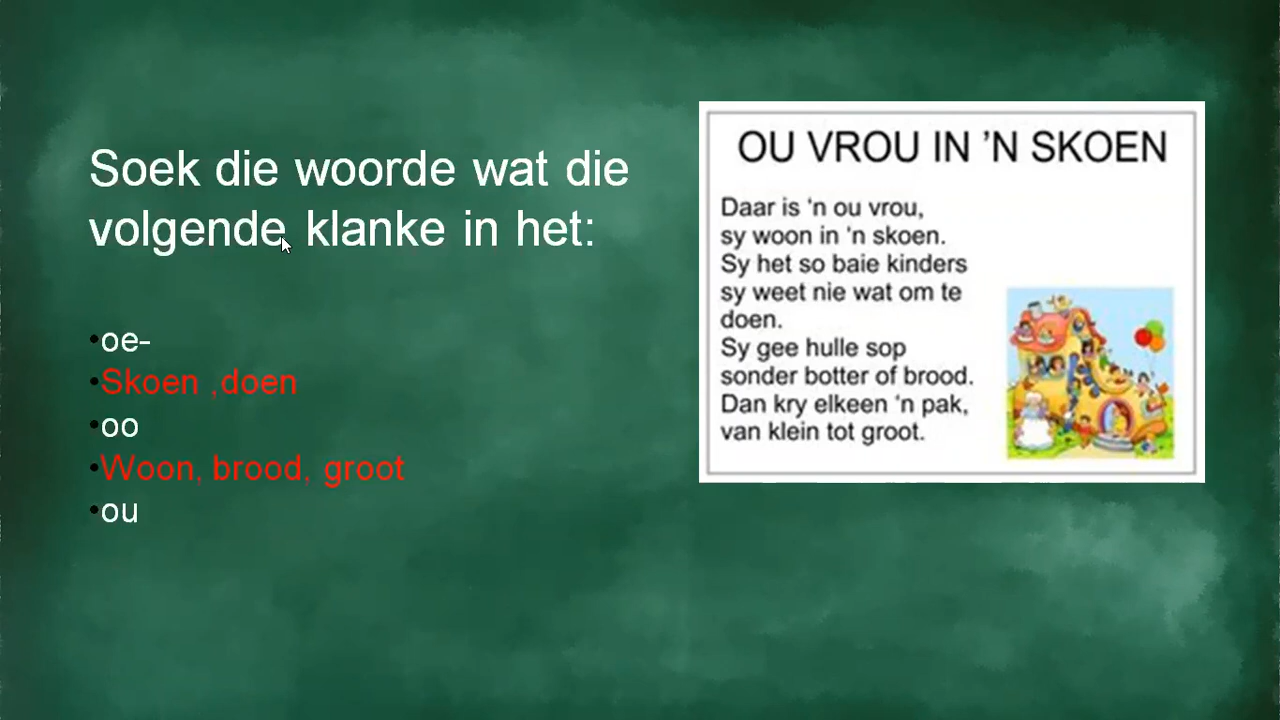 Soek die woorde wat die
volgende klanke in het:
•oe-
•Skoen ,doen
•oo
•Woon, brood, groot
•ou
OU VROU IN ’N SKOEN
Daar is ‘n ou vrou,
sy woon in ‘n skoen.
Sy het so baie kinders
sy weet nie wat om te
doen.
Sy gee hulle sop
sonder botter of brood.
Dan kry elkeen ‘n pak,
van klein tot groot.